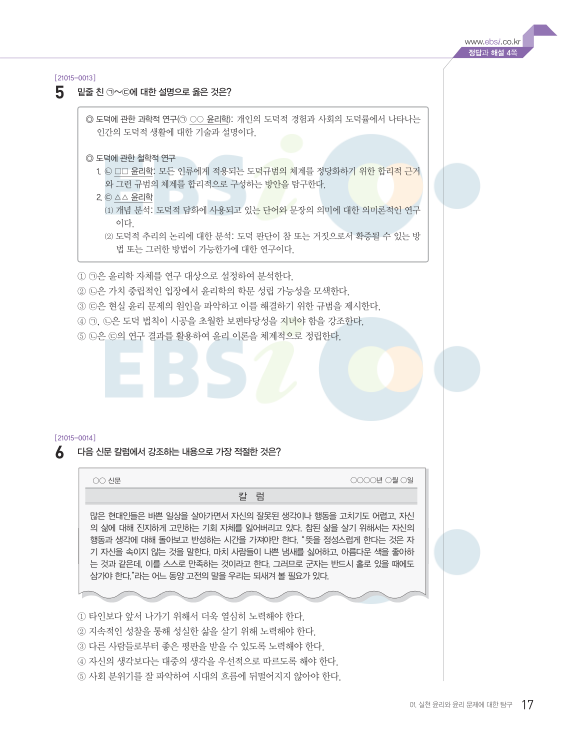 www.ebsi.co.kr
정답과 해설 4쪽
[21015-0013]
5 밑줄 친 ㉠～㉢에 대한 설명으로 옳은 것은?
◎ 도덕에 관한 과학적 연구(㉠ ○○ 윤리학): 개인의 도덕적 경험과 사회의 도덕률에서 나타나는
인간의 도덕적 생활에 대한 기술과 설명이다.
◎ 도덕에 관한 철학적 연구
1. ㉡ □□ 윤리학: 모든 인류에게 적용되는 도덕규범의 체계를 정당화하기 위한 합리적 근거
와 그런 규범의 체계를 합리적으로 구성하는 방안을 탐구한다.
2. ㉢ △△ 윤리학
⑴ 개념 분석: 도덕적 담화에 사용되고 있는 단어와 문장의 의미에 대한 의미론적인 연구
이다.
⑵ 도덕적 추리의 논리에 대한 분석: 도덕 판단이 참 또는 거짓으로서 확증될 수 있는 방
법 또는 그러한 방법이 가능한가에 대한 연구이다.
① ㉠은 윤리학 자체를 연구 대상으로 설정하여 분석한다.
② ㉡은 가치 중립적인 입장에서 윤리학의 학문 성립 가능성을 모색한다.
③ ㉢은 현실 윤리 문제의 원인을 파악하고 이를 해결하기 위한 규범을 제시한다.
④ ㉠, ㉡은 도덕 법칙이 시공을 초월한 보편타당성을 지녀야 함을 강조한다.
⑤ ㉡은 ㉢의 연구 결과를 활용하여 윤리 이론을 체계적으로 정립한다.
EBSi
EBSi
[21015-0014]
6 다음 신문 칼럼에서 강조하는 내용으로 가장 적절한 것은?
○○ 신문
○○○○년 ○월 ○일
칼 럼
많은 현대인들은 바쁜 일상을 살아가면서 자신의 잘못된 생각이나 행동을 고치기도 어렵고, 자신
의 삶에 대해 진지하게 고민하는 기회 자체를 잃어버리고 있다. 참된 삶을 살기 위해서는 자신의
행동과 생각에 대해 돌아보고 반성하는 시간을 가져야만 한다. “뜻을 정성스럽게 한다는 것은 자
기 자신을 속이지 않는 것을 말한다. 마치 사람들이 나쁜 냄새를 싫어하고, 아름다운 색을 좋아하
는 것과 같은데, 이를 스스로 만족하는 것이라고 한다. 그러므로 군자는 반드시 홀로 있을 때에도
삼가야 한다.”라는 어느 동양 고전의 말을 우리는 되새겨 볼 필요가 있다.
① 타인보다 앞서 나가기 위해서 더욱 열심히 노력해야 한다.
② 지속적인 성찰을 통해 성실한 삶을 살기 위해 노력해야 한다.
③ 다른 사람들로부터 좋은 평판을 받을 수 있도록 노력해야 한다.
④ 자신의 생각보다는 대중의 생각을 우선적으로 따르도록 해야 한다.
⑤ 사회 분위기를 잘 파악하여 시대의 흐름에 뒤떨어지지 않아야 한다.
01. 실천 윤리와 윤리 문제에 대한 탐구 17